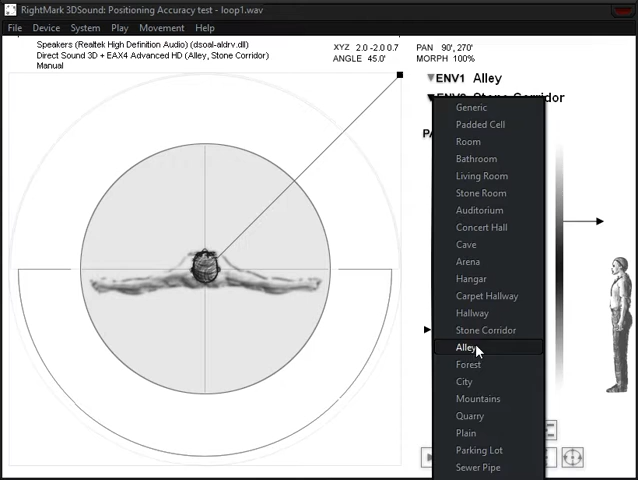 RightMark 3DSound: Positioning Accuracy test - loop1.wav
File Device System Play Movement Help
Speakers (Realtek High Definition Audio) (dsoal-aldrv.dll)
Direct Sound 3D + EAX4 Advanced HD (Alley, Stone Corridor)
Manual
XYZ 2.0 -2.0 0.7
ANGLE 45.0'
PAN 90', 270'
MORPH 100%
ENV1 Alley
Stone Corridor
Generic
Padded Cell
Room
Bathroom
Living Room
Stone Room
Auditorium
Concert Hall
Cave
Arena
Hangar
Carpet Hallway
Hallway
Stone Corridor
Alley
Forest
City
Mountains
Quarry
Plain
Parking Lot
Sewer Pipe